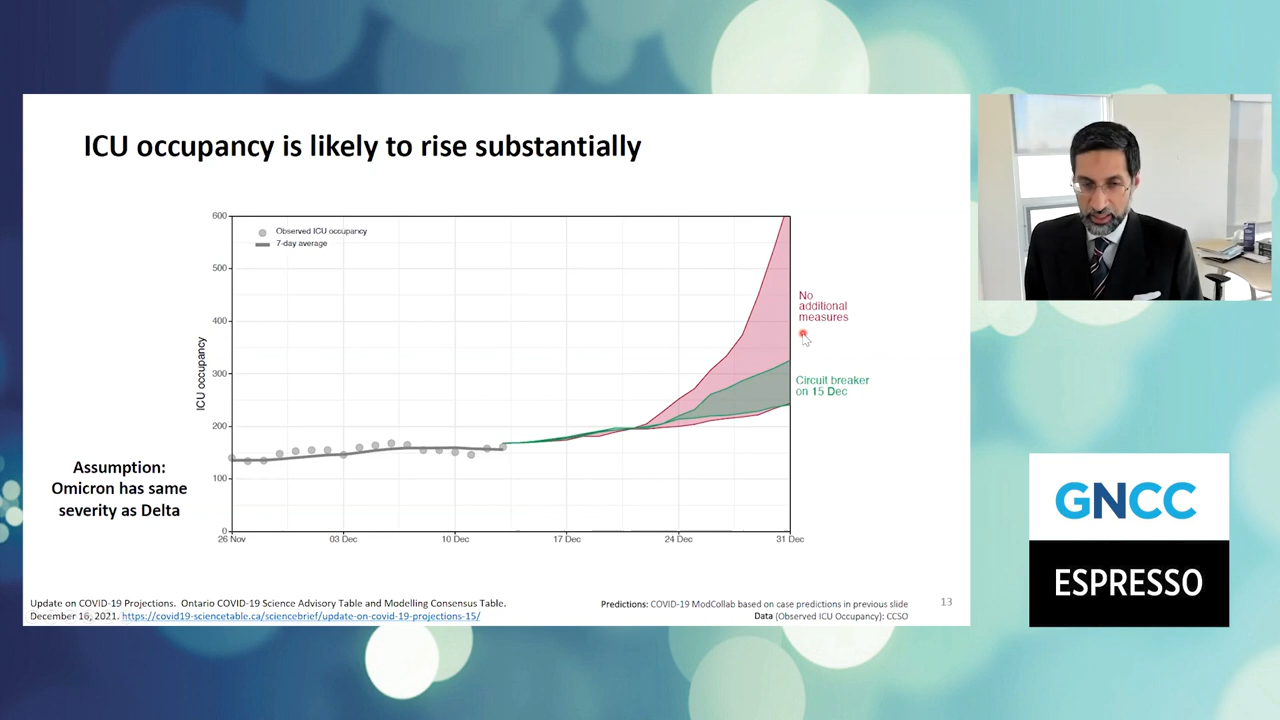 ICU occupancy is likely to rise substantially
600
500
400
300
200
100
0
ICU occupancy
Observed ICU occupancy
7-day average
No
additional
measures
Circuit breaker
on 15 Dec
Assumption:
Omicron has same
severity as Delta
26 Nov
03 Dec
10 Dec
17 Dec
24 Dec
31 Dec
Update on COVID-19 Projections. Ontario COVID-19 Science Advisory Table and Modelling Consensus Table.
December 16, 2021. https://covid19-sciencetable.ca/sciencebrief/update-on-covid-19-projections-15/
Predictions: COVID-19 ModCollab based on case predictions in previous slide
Data (Observed ICU Occupancy): CCSO
13
GNCC
ESPRESSO